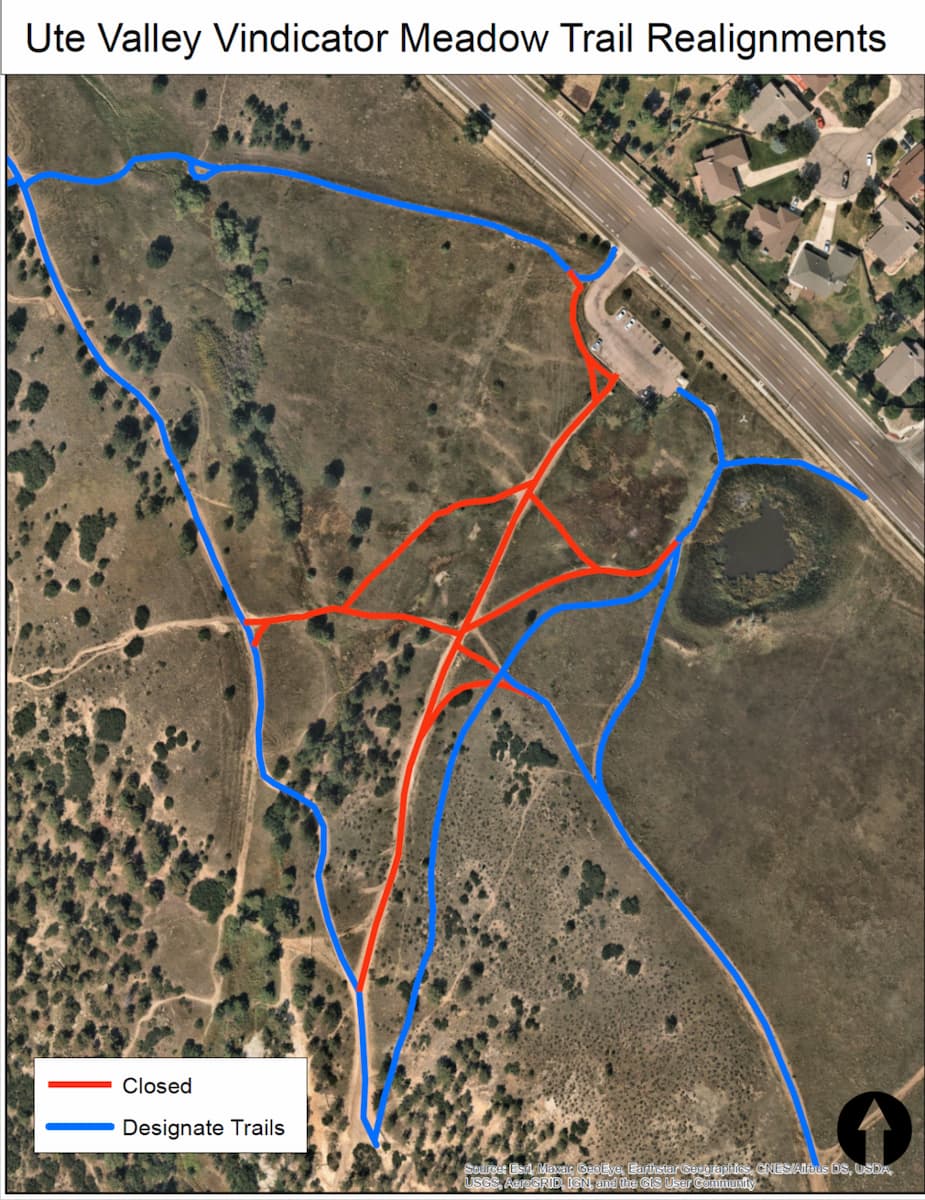 Ute Valley Vindicator Meadow Trail Realignments
Closed
Designate Trails
Source: Esri, Maxar, GeoEye, Earthstar Geographics, CNES/Airbus DS, USDA,
USGS, AeroGRID, IGN, and the GIS User Community